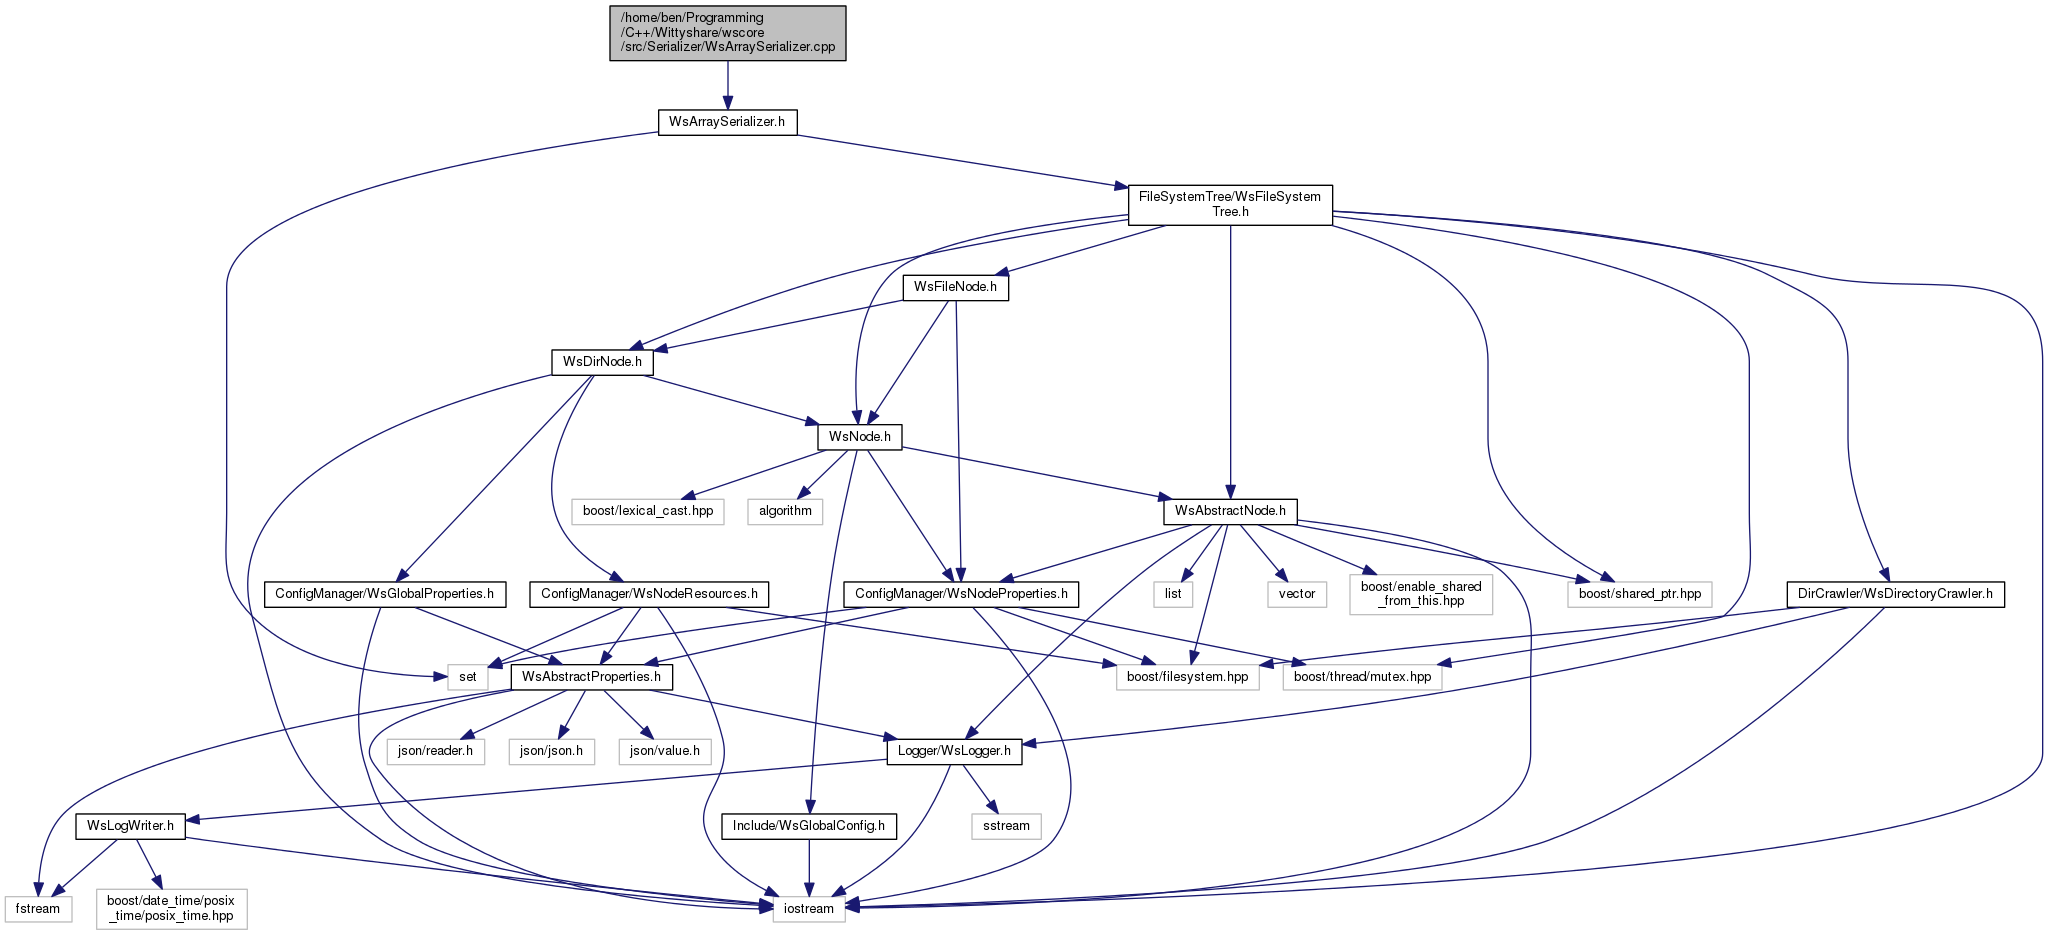 /home/ben/Programming
/C++/Wittyshare/wscore
/src/Serializer/WsArraySerializer.cpp
WsArraySerializer.h
FileSystemTree/WsFileSystem
Tree.h
WsFileNode.h
WsDirNode.h
WsNode.h
boost/lexical_cast.hpp
algorithm
WsAbstractNode.h
ConfigManager/WsGlobalProperties.h
ConfigManager/WsNodeResources.h
ConfigManager/WsNodeProperties.h
list
vector
boost/enable_shared
_from_this.hpp
boost/shared_ptr.hpp
DirCrawler/WsDirectoryCrawler.h
set
WsAbstractProperties.h
boost/filesystem.hpp
boost/thread/mutex.hpp
json/reader.h
json/json.h
json/value.h
Logger/WsLogger.h
WsLogWriter.h
Include/WsGlobalConfig.h
sstream
fstream
boost/date_time/posix
_time/posix_time.hpp
iostream